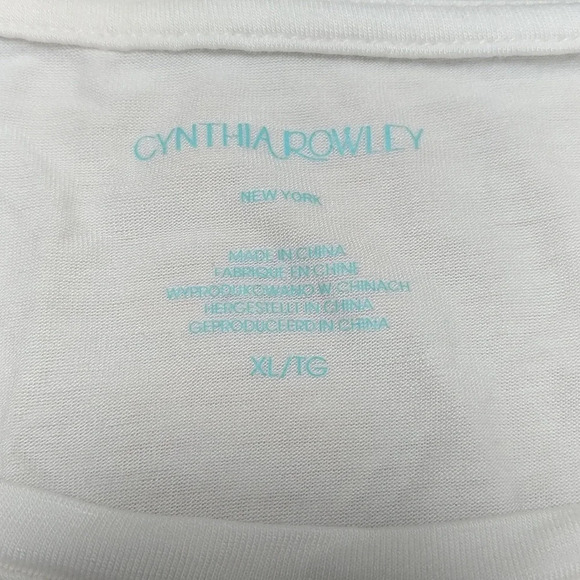 CYNTHIA ROWLEY
NEW YORK
MADE IN CHINA
FABRIQUE EN CHINE
WYPRODUKOWANO W CHINACH
HERGESTELLT IN CHINA
GEPRODUCEERD IN CHINA
XL/TG